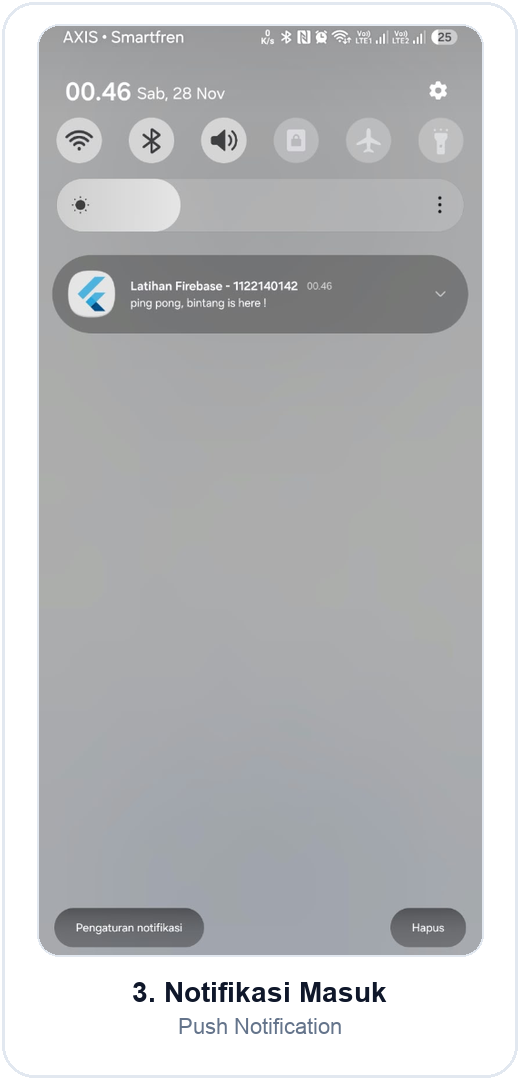 AXIS • Smartfren
0 K/s Vo)) LTE1 Vo)) LTE2 25
00.46 Sab, 28 Nov
Latihan Firebase - 1122140142 00.46
ping pong, bintang is here !
Pengaturan notifikasi
Hapus
3. Notifikasi Masuk
Push Notification